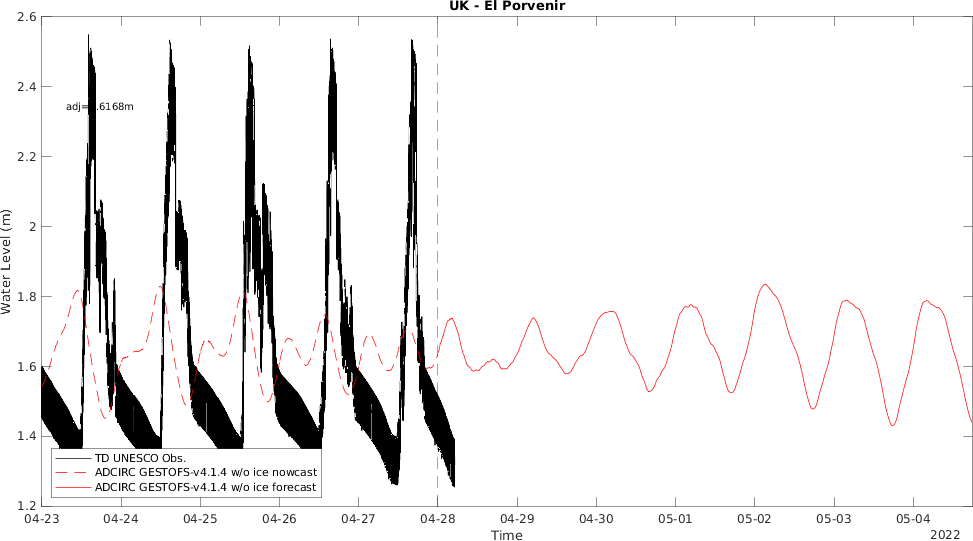 UK - El Porvenir
2.6
2.4
2.2
2
1.8
1.6
1.4
1.2
Water Level (m)
.6168m
TD UNESCO Obs.
ADCIRC GESTOFS-v4.1.4 w/o ice nowcast
ADCIRC GESTOFS-v4.1.4 w/o ice forecast
04-23 04-24 04-25 04-26 04-27 04-28 04-29 04-30 05-01 05-02 05-03 05-04
Time
2022